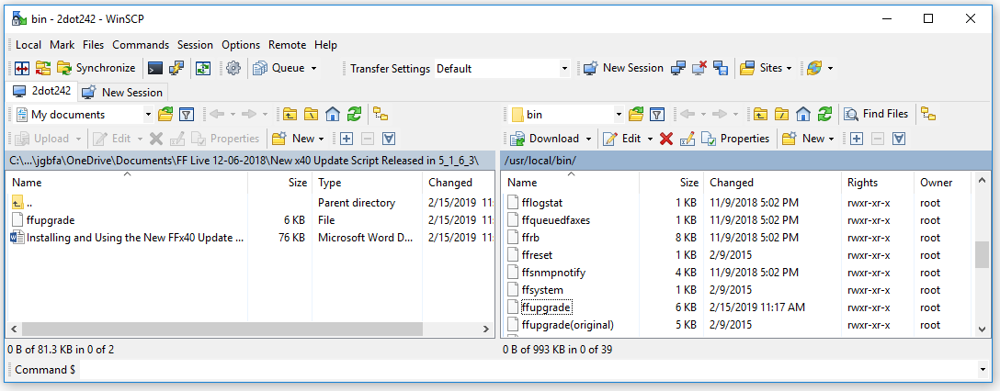 bin - 2dot242 - WinSCP
Local Mark Files Commands Session Options Remote Help
Synchronize Queue Transfer Settings Default New Session Sites
2dot242 New Session
My documents bin Find Files
Upload Edit Properties New Download Edit Properties New
C:\...\jgbfa\OneDrive\Documents\FF Live 12-06-2018\New x40 Update Script Released in 5_1_6_3\ /usr/local/bin/
Name Size Type Changed
.. Parent directory 2/15/2019 11:
ffupgrade 6 KB File 2/15/2019 11:
Installing and Using the New FFx40 Update ... 76 KB Microsoft Word D... 2/15/2019 11:
0 B of 81.3 KB in 0 of 2
Name Size Changed Rights Owner
fflogstat 1 KB 11/9/2018 5:02 PM rwxr-xr-x root
ffqueuedfaxes 1 KB 11/9/2018 5:02 PM rwxr-xr-x root
ffrb 8 KB 11/9/2018 5:02 PM rwxr-xr-x root
ffreset 1 KB 2/9/2015 rwxr-xr-x root
ffsnmpnotify 4 KB 11/9/2018 5:02 PM rwxr-xr-x root
ffsystem 1 KB 2/9/2015 rwxr-xr-x root
ffupgrade 6 KB 2/15/2019 11:17 AM rwxr-xr-x root
ffupgrade(original) 5 KB 2/9/2015 rwxr-xr-x root
0 B of 993 KB in 0 of 39
Command $